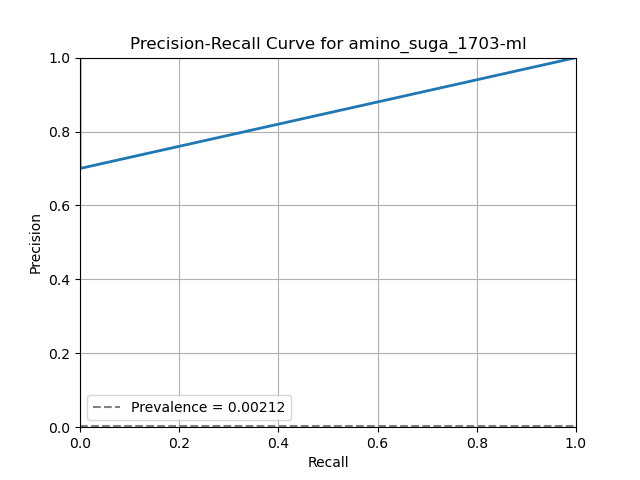 Precision-Recall Curve for amino_suga_1703-ml
1.0
0.8
0.6
0.4
0.2
0.0
Precision
Prevalence = 0.00212
0.0 0.2 0.4 0.6 0.8 1.0
Recall